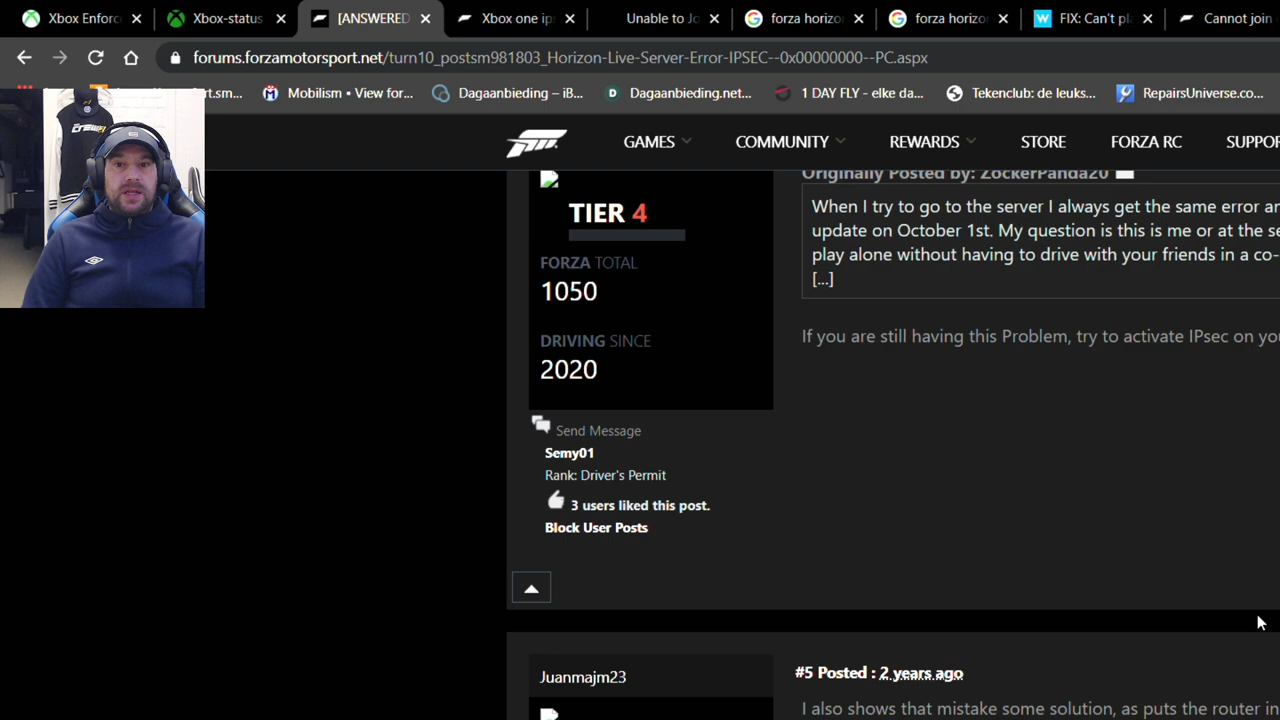 Xbox Enforc
Xbox-status
[ANSWERED
Xbox one ip
Unable to Jo
forza horizo
forza horizo
FIX: Can't pl
Cannot join
forums.forzamotorsport.net/turn10_postsm981803_Horizon-Live-Server-Error-IPSEC--0x00000000--PC.aspx
art.sm...
Mobilism • View for...
Dagaanbieding – iB...
Dagaanbieding.net...
1 DAY FLY - elke da...
Tekenclub: de leuks...
RepairsUniverse.co...
GAMES
COMMUNITY
REWARDS
STORE
FORZA RC
SUPPOR
Originally Posted by: ZockerPanda20
TIER 4
When I try to go to the server I always get the same error an
update on October 1st. My question is this is me or at the se
play alone without having to drive with your friends in a co-
[...]
FORZA TOTAL
1050
If you are still having this Problem, try to activate IPsec on you
DRIVING SINCE
2020
Send Message
Semy01
Rank: Driver's Permit
3 users liked this post.
Block User Posts
Juanmajm23
#5 Posted : 2 years ago
I also shows that mistake some solution, as puts the router in